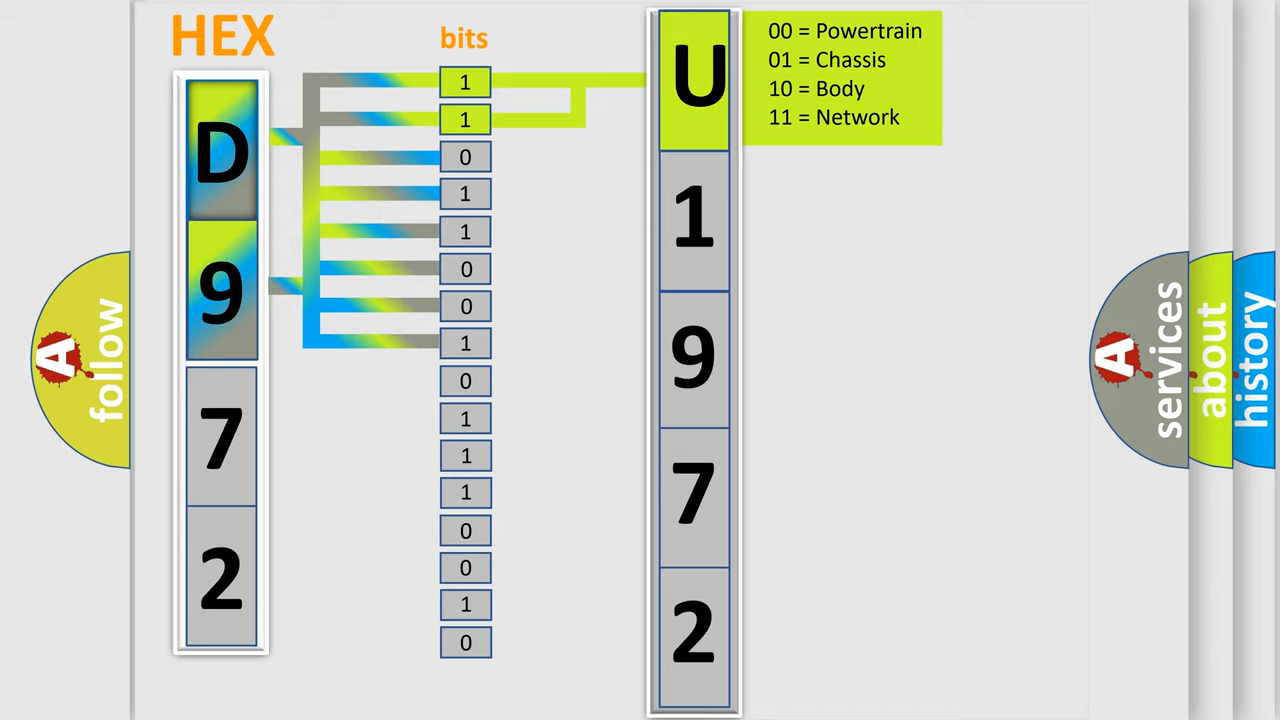 HEX
D
9
7
2
bits
1
1
0
1
1
0
0
1
0
1
1
1
0
0
1
0
U
1
9
7
2
00 = Powertrain
01 = Chassis
10 = Body
11 = Network
A
follow
A
services
about
history